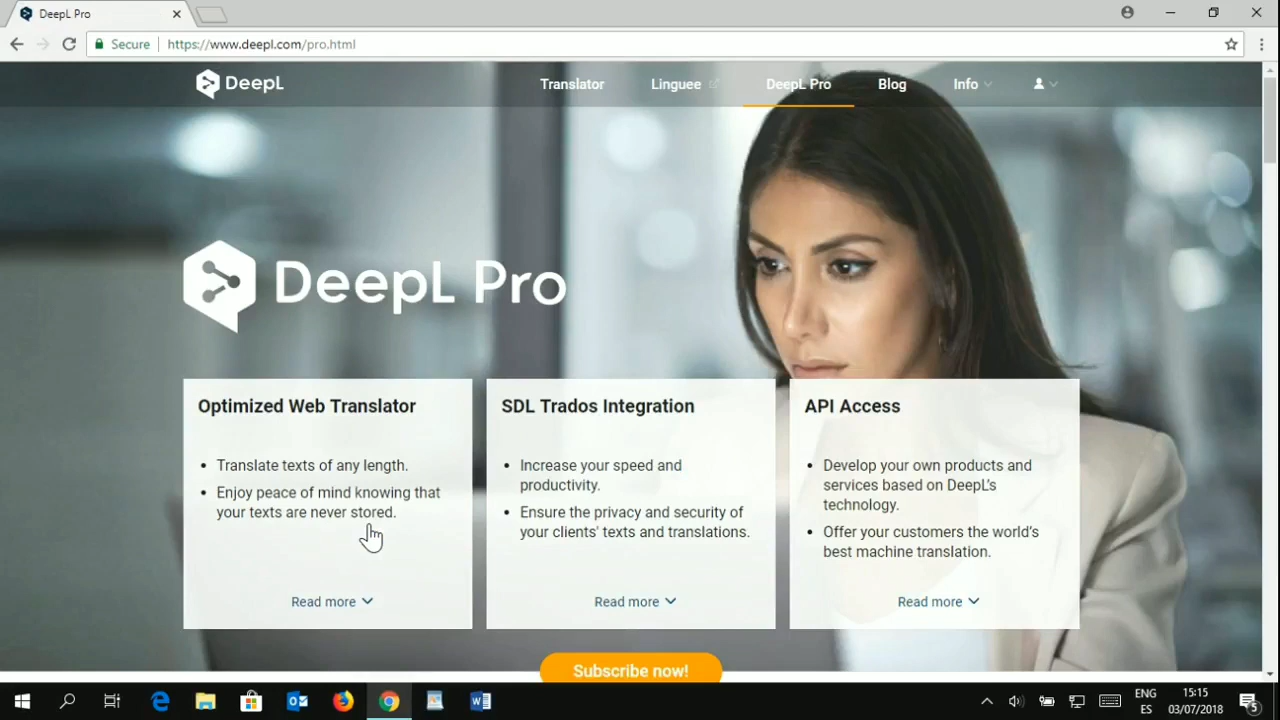 DeepL Pro
Secure
https://www.deepl.com/pro.html
DeepL
Translator
Linguee
DeepL Pro
Blog
Info
DeepL Pro
Optimized Web Translator
Translate texts of any length.
Enjoy peace of mind knowing that
your texts are never stored.
Read more
SDL Trados Integration
Increase your speed and
productivity.
Ensure the privacy and security of
your clients' texts and translations.
Read more
API Access
Develop your own products and
services based on DeepL's
technology.
Offer your customers the world's
best machine translation.
Read more
Subscribe now!
ENG
ES
15:15
03/07/2018
5